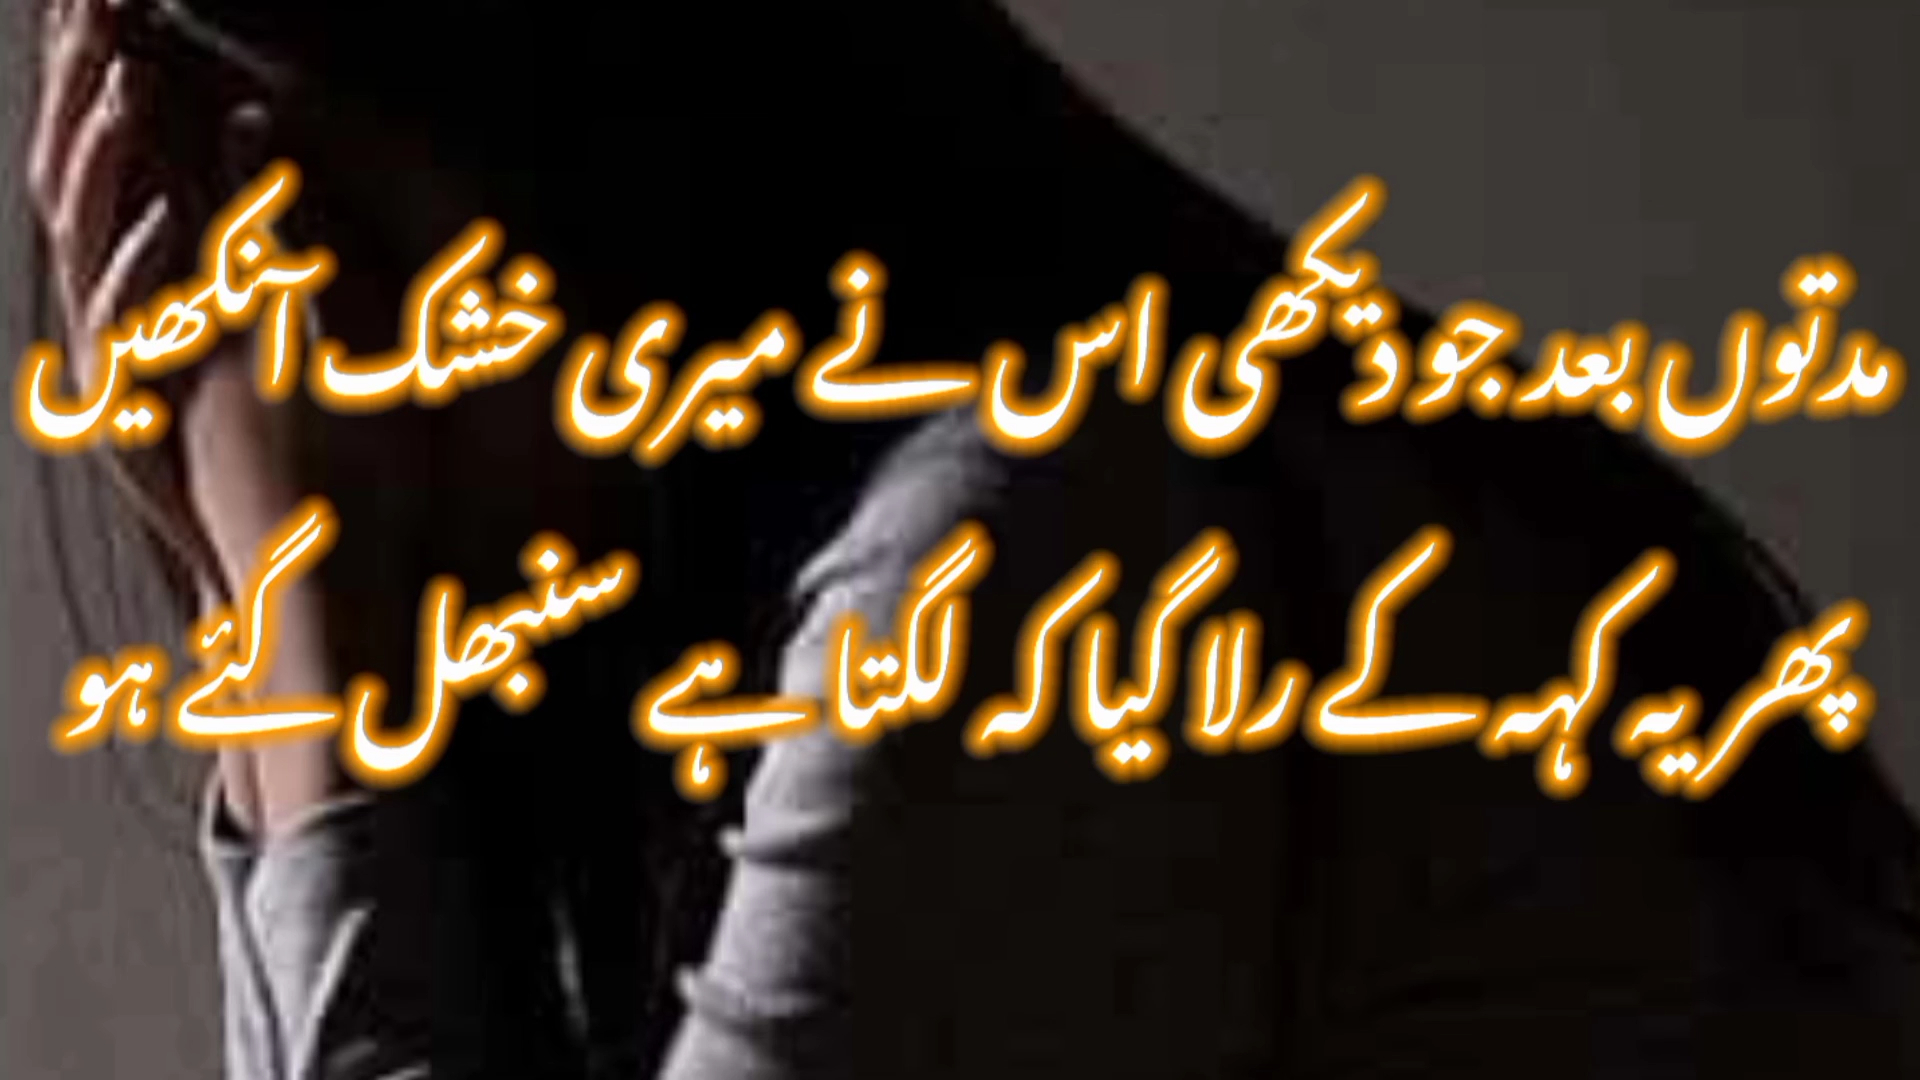 مدتوں بعد جو دیکھی اس نے میری خشک آنکھیں
پھر یہ کہہ کے رلا گیا کہ لگتا ہے سنبھل گئے ہو